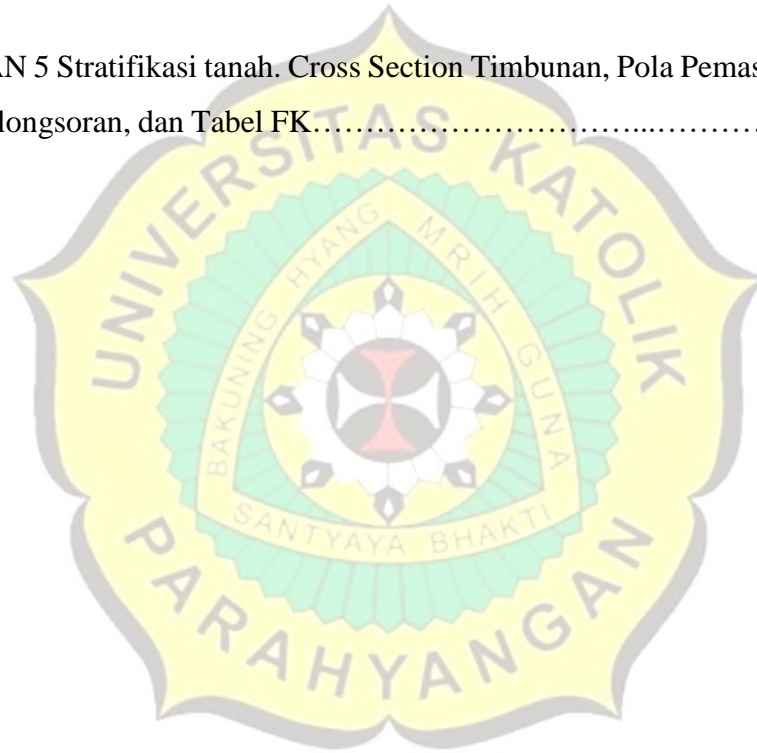 AN 5 Stratifikasi tanah. Cross Section Timbunan, Pola Pemas
longsoran, dan Tabel FK…………………………...…………
UNIVERSITAS KATOLIK
BAKUNING HYANG MRIH GUNA
SANTYAYA BHAKTI
PARAHYANGAN